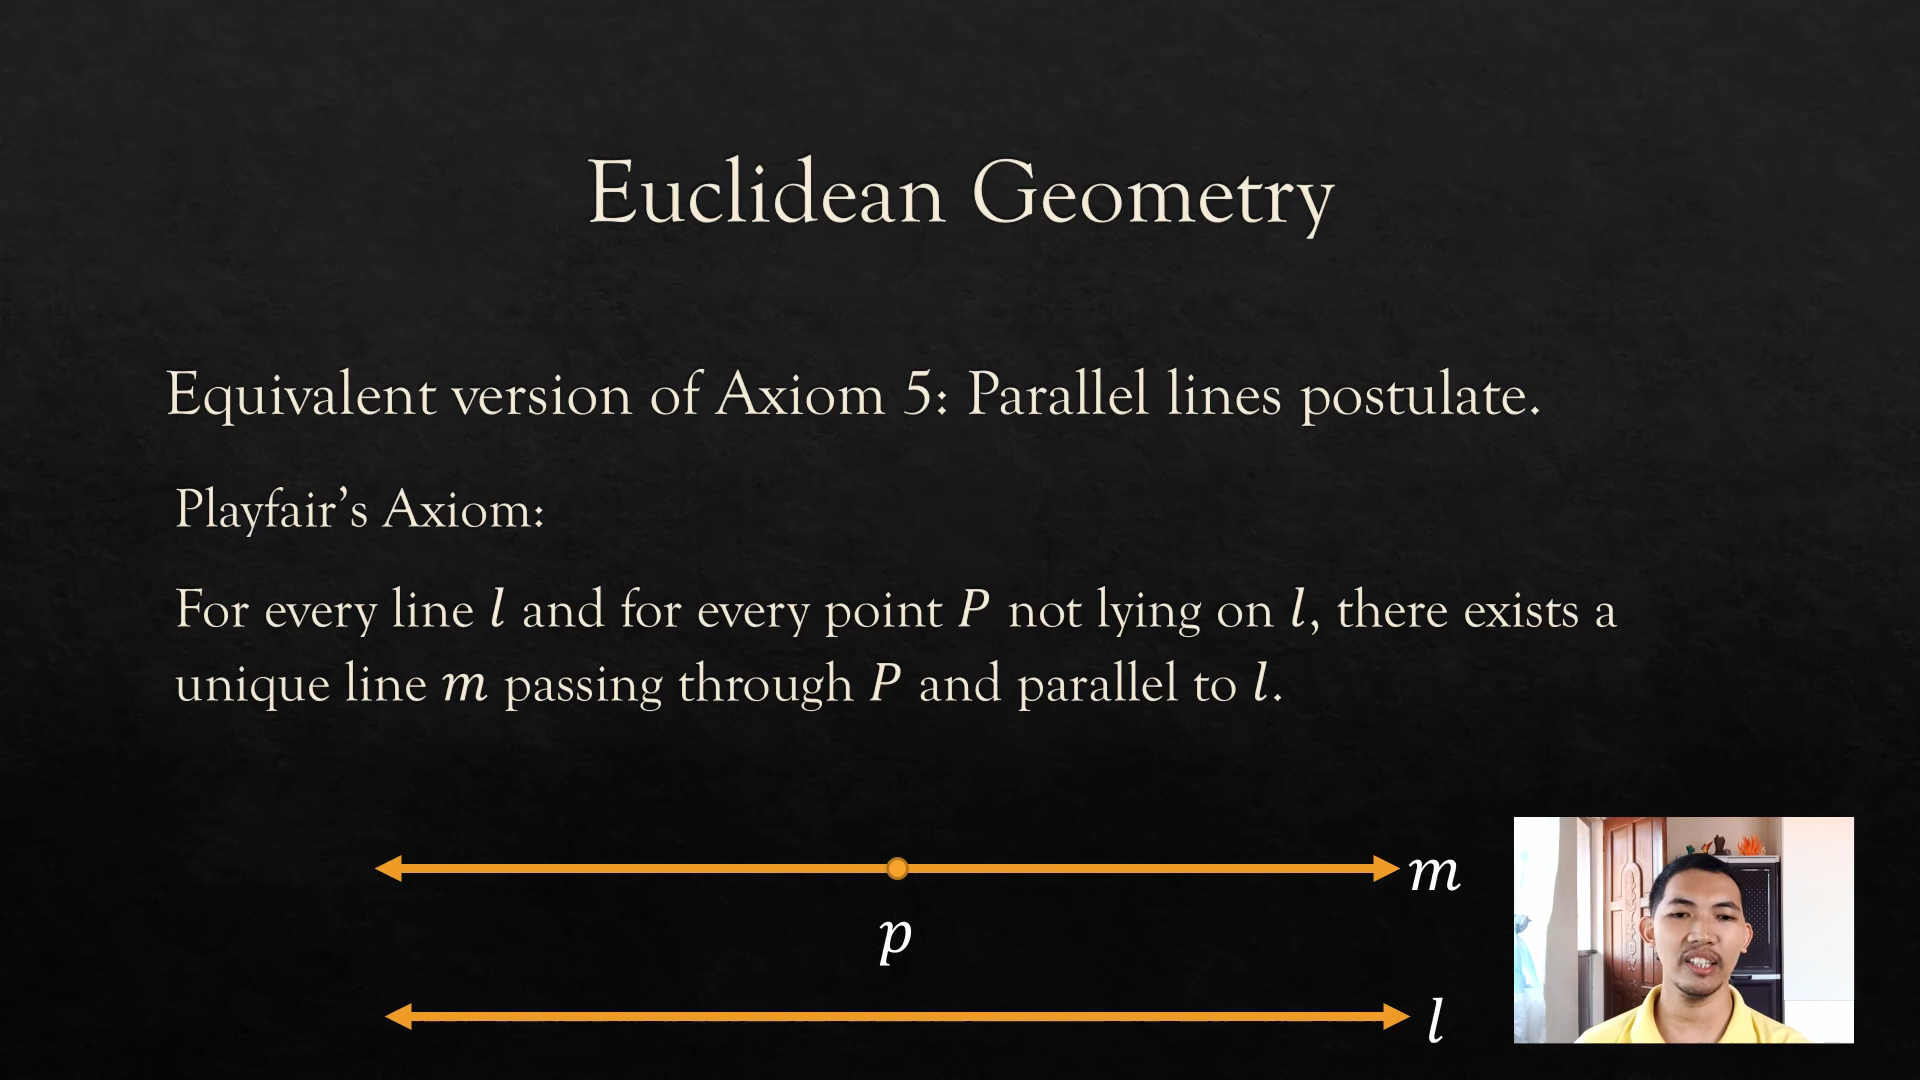 Euclidean Geometry
Equivalent version of Axiom 5: Parallel lines postulate.
Playfair’s Axiom:
For every line l and for every point P not lying on l, there exists a
unique line m passing through P and parallel to l.
m
p
l